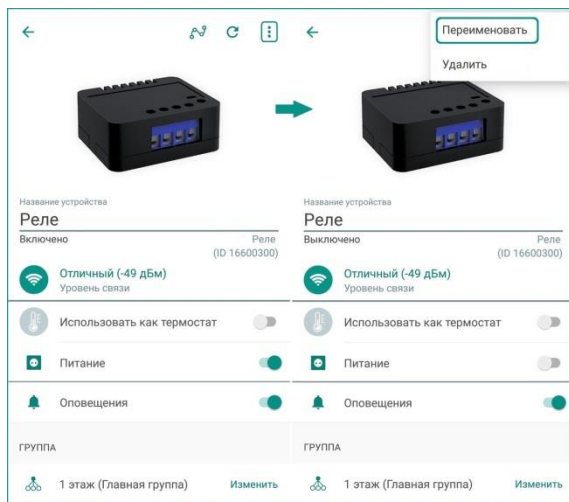 Название устройства
Реле
Включено
Реле
(ID 16600300)
Отличный (-49 дБм)
Уровень связи
Использовать как термостат
Питание
Оповещения
ГРУППА
1 этаж (Главная группа)
Изменить
Переименовать
Удалить
Название устройства
Реле
Выключено
Реле
(ID 16600300)
Отличный (-49 дБм)
Уровень связи
Использовать как термостат
Питание
Оповещения
ГРУППА
1 этаж (Главная группа)
Изменить